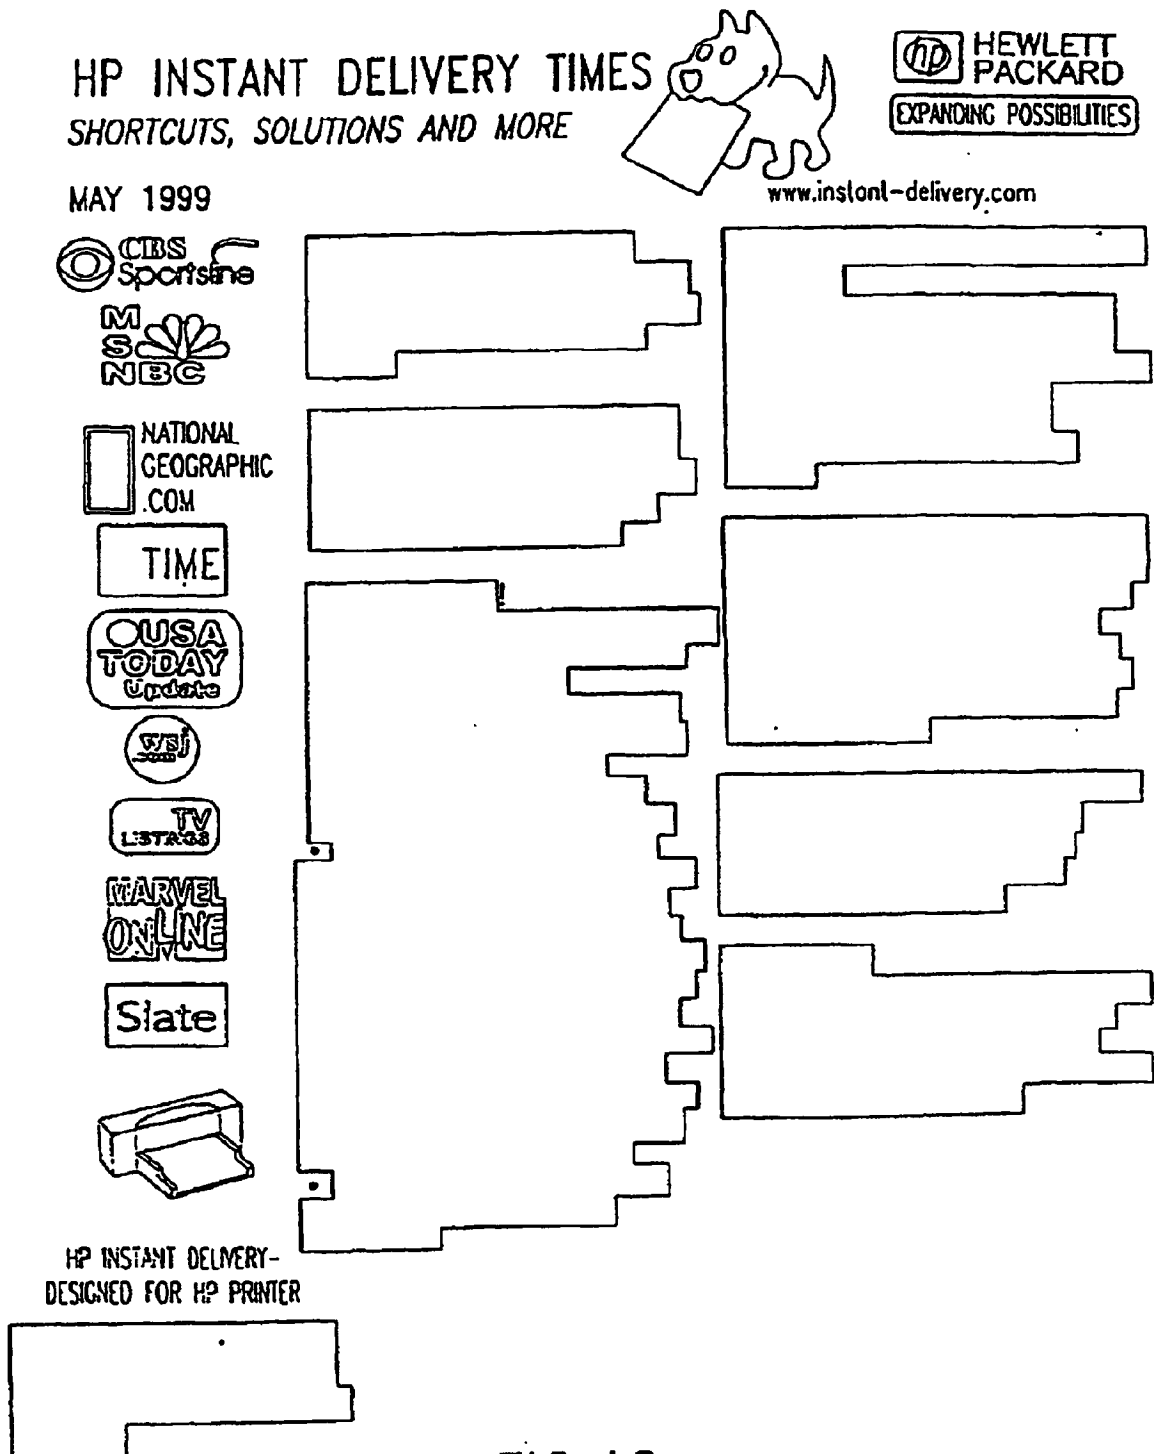 HP INSTANT DELIVERY TIMES
SHORTCUTS, SOLUTIONS AND MORE
hp HEWLETT
PACKARD
EXPANDING POSSIBILITIES
www.instant-delivery.com
MAY 1999
CBS
Sportsline
M
S
NBC
NATIONAL
GEOGRAPHIC
.COM
TIME
USA
TODAY
Update
wsj
.com
TV
MARVEL
ONLINE
Slate
HP INSTANT DELIVERY-
DESIGNED FOR HP PRINTER